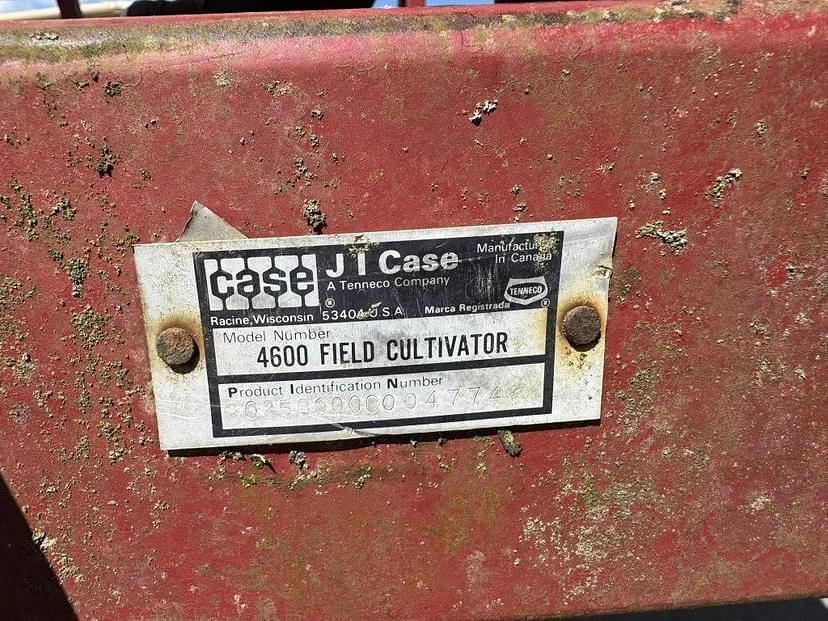 case
J I Case
A Tenneco Company
Manufactured
In Canada
TENNECO
®
®
Racine, Wisconsin 53404 U.S.A.
Marca Registrada
Model Number
4600 FIELD CULTIVATOR
Product Identification Number